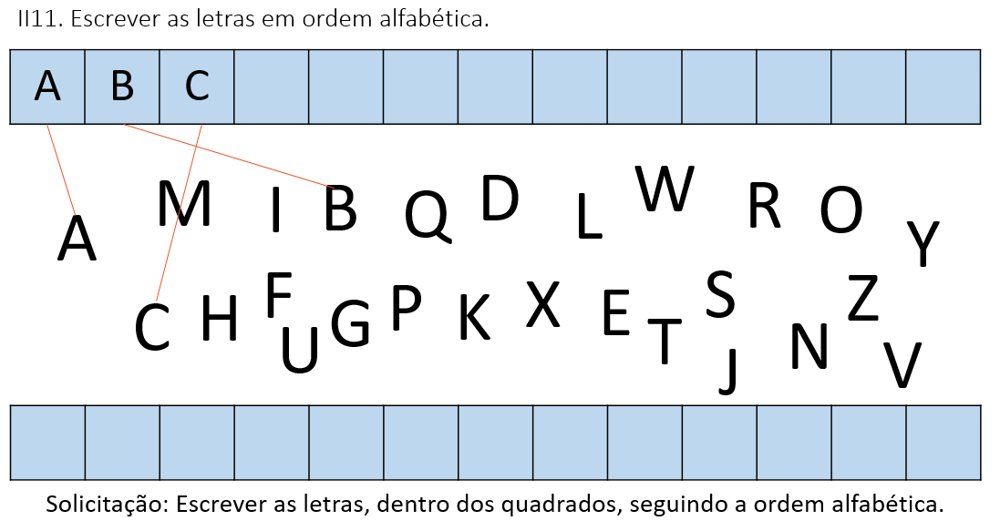 II11. Escrever as letras em ordem alfabética.
A B C
A M I B Q D L W R O Y
C H F U G P K X E T S J N Z V
Solicitação: Escrever as letras, dentro dos quadrados, seguindo a ordem alfabética.